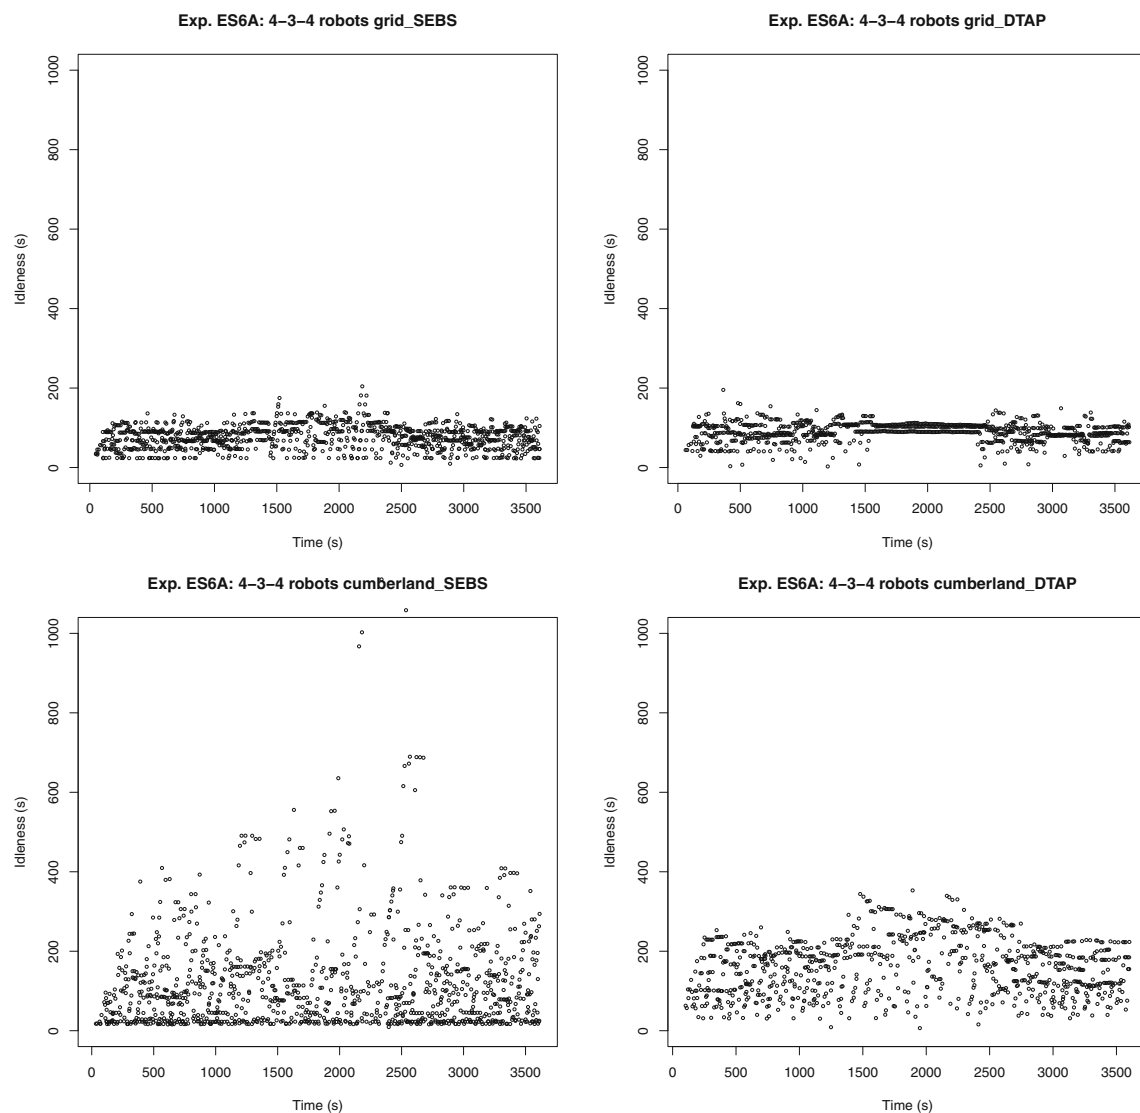 Exp. ES6A: 4−3−4 robots grid_SEBS
Idleness (s)
1000
800
600
400
200
0
0 500 1000 1500 2000 2500 3000 3500
Time (s)
Exp. ES6A: 4−3−4 robots grid_DTAP
Idleness (s)
1000
800
600
400
200
0
0 500 1000 1500 2000 2500 3000 3500
Time (s)
Exp. ES6A: 4−3−4 robots cumberland_SEBS
Idleness (s)
1000
800
600
400
200
0
0 500 1000 1500 2000 2500 3000 3500
Time (s)
Exp. ES6A: 4−3−4 robots cumberland_DTAP
Idleness (s)
1000
800
600
400
200
0
0 500 1000 1500 2000 2500 3000 3500
Time (s)